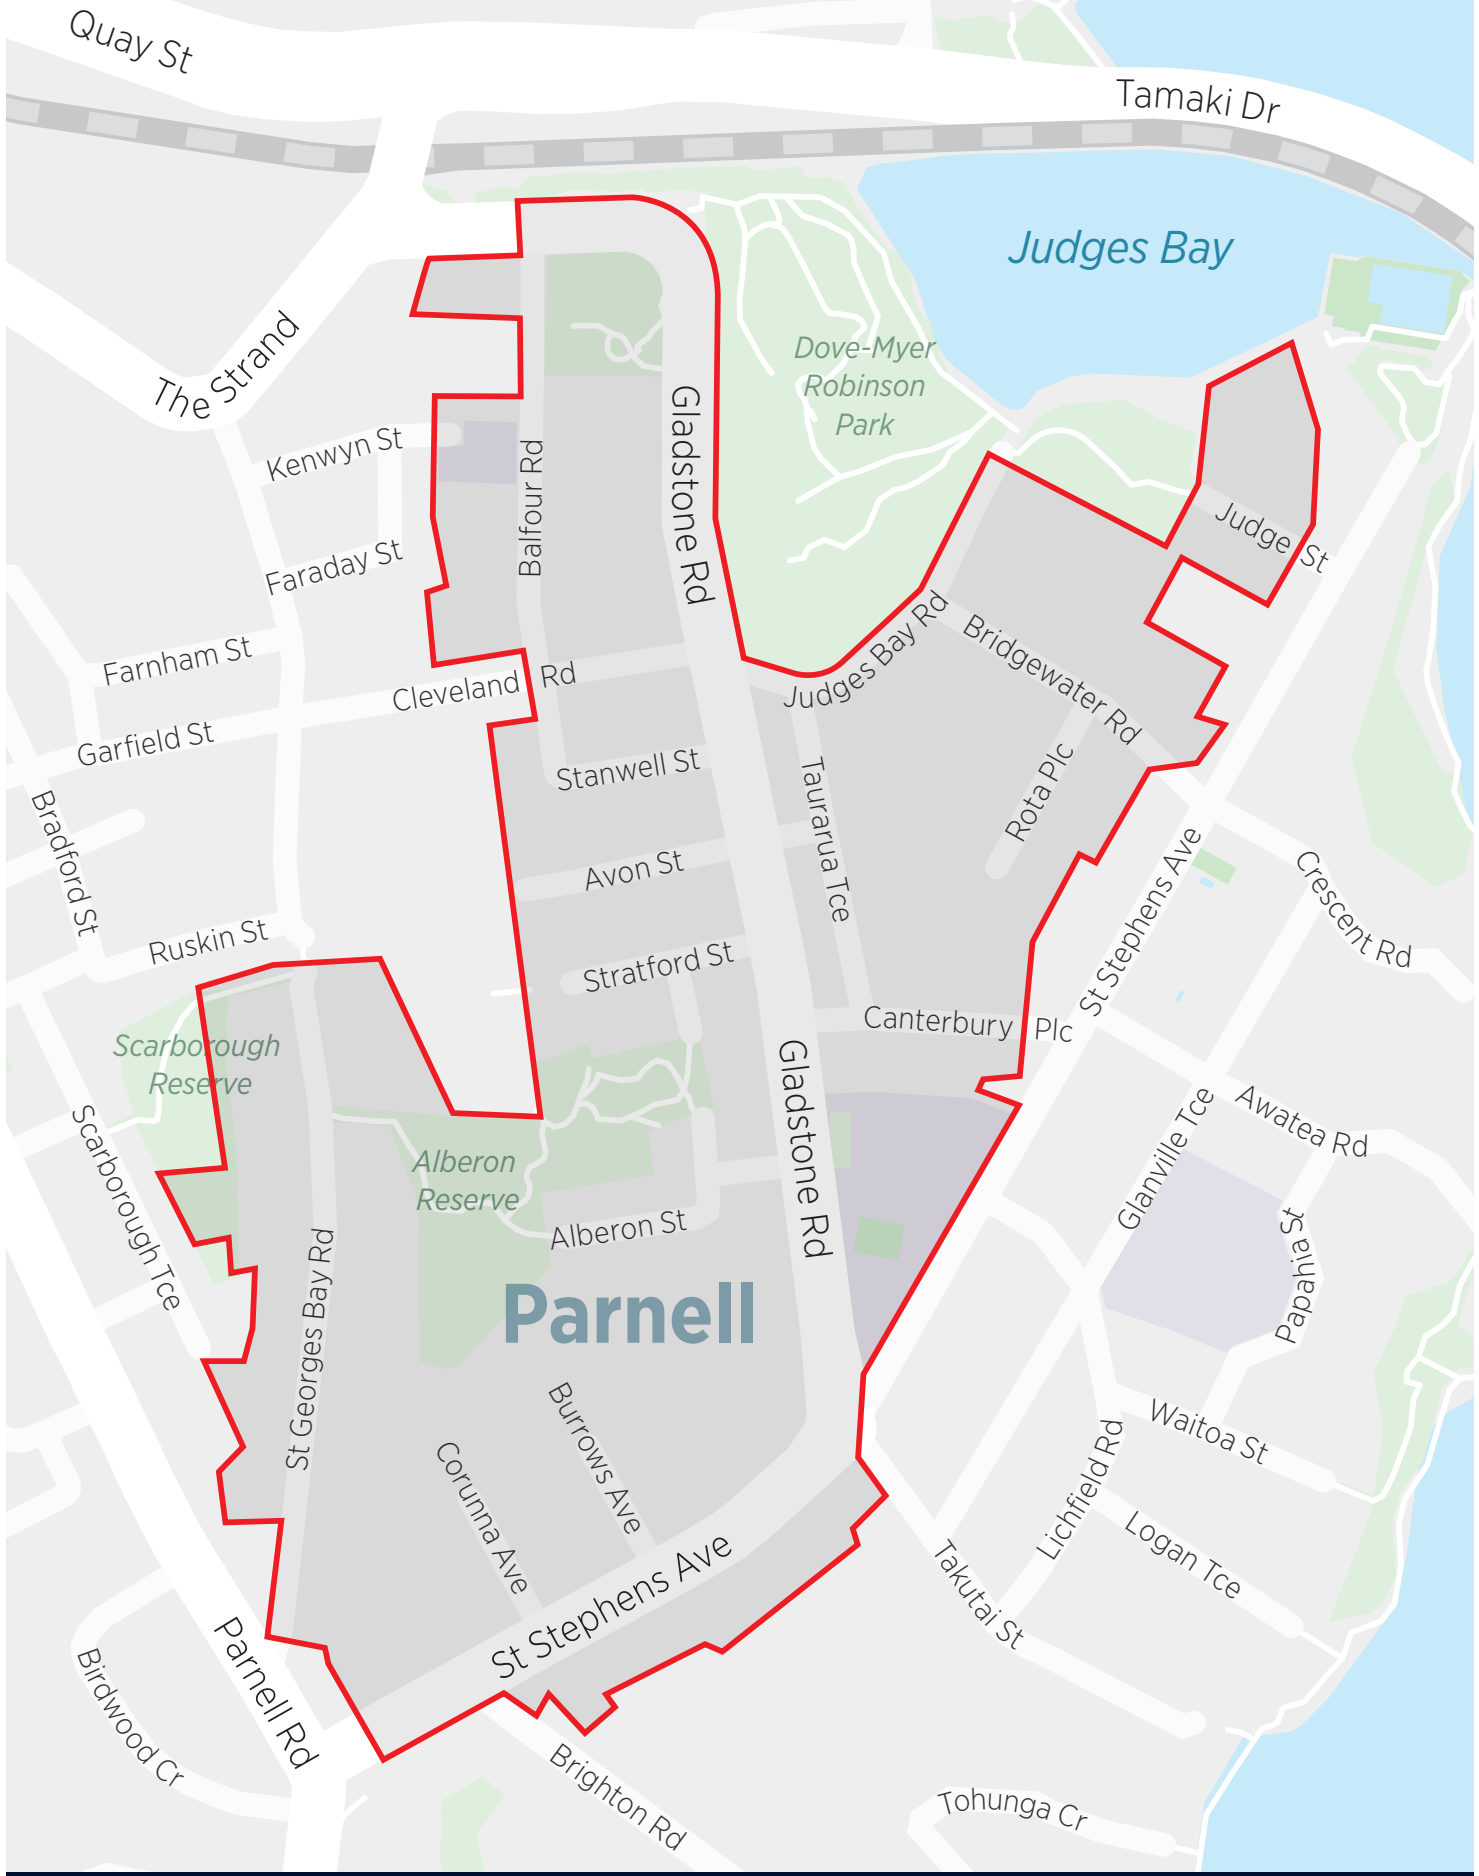 Quay St
Tamaki Dr
Judges Bay
The Strand
Dove-Myer
Robinson
Park
Kenwyn St
Gladstone Rd
Balfour Rd
Judge St
Faraday St
Farnham St
Judges Bay Rd
Bridgewater Rd
Cleveland Rd
Garfield St
Stanwell St
Taurarua Tce
Rota Plc
Bradford St
Avon St
St Stephens Ave
Crescent Rd
Ruskin St
Stratford St
Canterbury Plc
Scarborough
Reserve
Gladstone Rd
Glanville Tce
Awatea Rd
Scarborough Tce
Alberon
Reserve
Alberon St
Papahia St
St Georges Bay Rd
Parnell
Burrows Ave
Corunna Ave
Waitoa St
Lichfield Rd
Logan Tce
St Stephens Ave
Takutai St
Parnell Rd
Birdwood Cr
Brighton Rd
Tohunga Cr